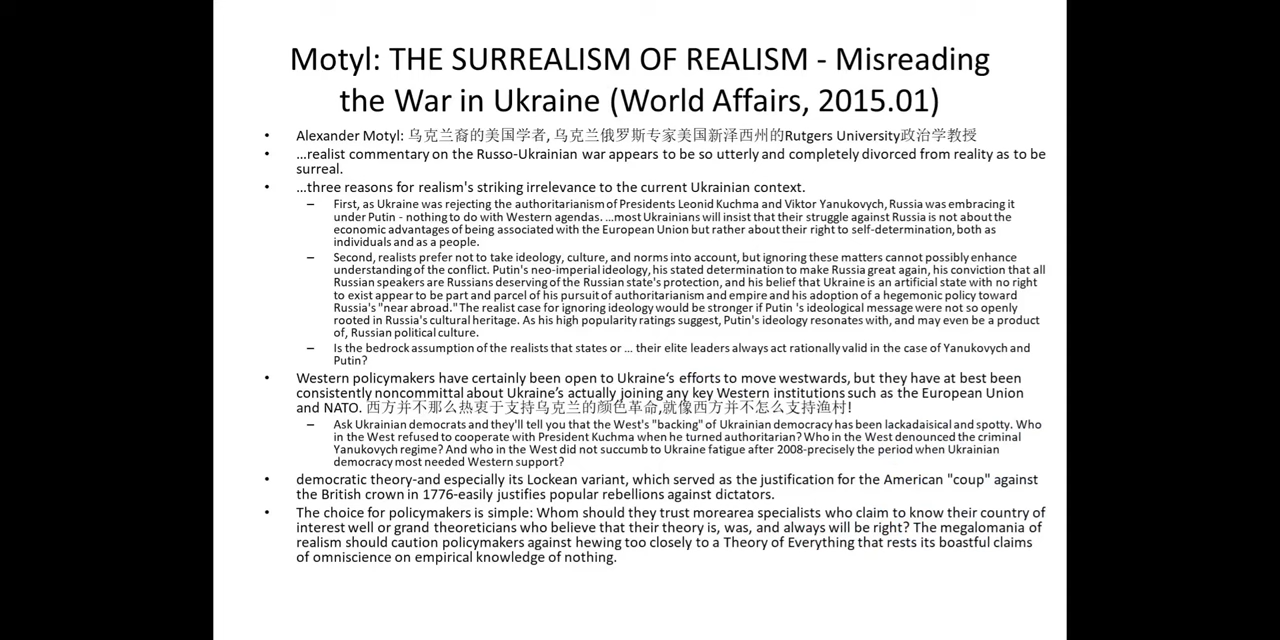 Motyl: THE SURREALISM OF REALISM - Misreading
the War in Ukraine (World Affairs, 2015.01)
• Alexander Motyl: 乌克兰裔的美国学者, 乌克兰俄罗斯专家美国新泽西州的Rutgers University政治学教授
• …realist commentary on the Russo-Ukrainian war appears to be so utterly and completely divorced from reality as to be
surreal.
• …three reasons for realism's striking irrelevance to the current Ukrainian context.
– First, as Ukraine was rejecting the authoritarianism of Presidents Leonid Kuchma and Viktor Yanukovych, Russia was embracing it
under Putin - nothing to do with Western agendas. …most Ukrainians will insist that their struggle against Russia is not about the
economic advantages of being associated with the European Union but rather about their right to self-determination, both as
individuals and as a people.
– Second, realists prefer not to take ideology, culture, and norms into account, but ignoring these matters cannot possibly enhance
understanding of the conflict. Putin's neo-imperial ideology, his stated determination to make Russia great again, his conviction that all
Russian speakers are Russians deserving of the Russian state's protection, and his belief that Ukraine is an artificial state with no right
to exist appear to be part and parcel of his pursuit of authoritarianism and empire and his adoption of a hegemonic policy toward
Russia's "near abroad." The realist case for ignoring ideology would be stronger if Putin 's ideological message were not so openly
rooted in Russia's cultural heritage. As his high popularity ratings suggest, Putin's ideology resonates with, and may even be a product
of, Russian political culture.
– Is the bedrock assumption of the realists that states or … their elite leaders always act rationally valid in the case of Yanukovych and
Putin?
• Western policymakers have certainly been open to Ukraine‘s efforts to move westwards, but they have at best been
consistently noncommittal about Ukraine’s actually joining any key Western institutions such as the European Union
and NATO. 西方并不那么热衷于支持乌克兰的颜色革命,就像西方并不怎么支持渔村!
– Ask Ukrainian democrats and they'll tell you that the West's "backing" of Ukrainian democracy has been lackadaisical and spotty. Who
in the West refused to cooperate with President Kuchma when he turned authoritarian? Who in the West denounced the criminal
Yanukovych regime? And who in the West did not succumb to Ukraine fatigue after 2008-precisely the period when Ukrainian
democracy most needed Western support?
• democratic theory-and especially its Lockean variant, which served as the justification for the American "coup" against
the British crown in 1776-easily justifies popular rebellions against dictators.
• The choice for policymakers is simple: Whom should they trust morearea specialists who claim to know their country of
interest well or grand theoreticians who believe that their theory is, was, and always will be right? The megalomania of
realism should caution policymakers against hewing too closely to a Theory of Everything that rests its boastful claims
of omniscience on empirical knowledge of nothing.